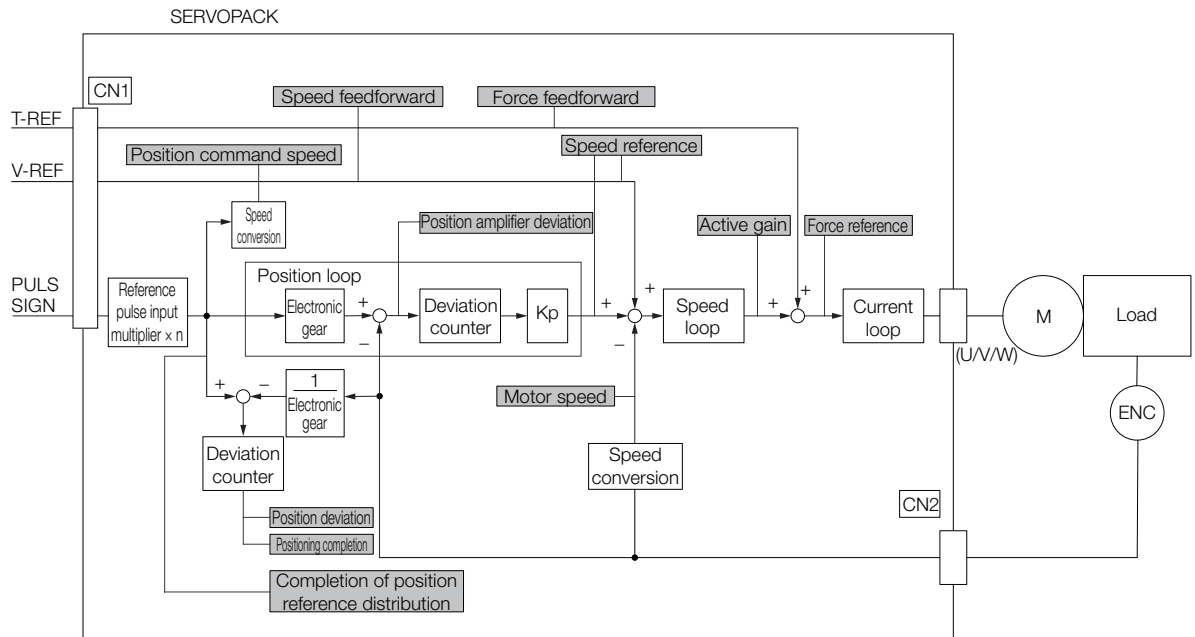 SERVOPACK
CN1
Speed feedforward
Force feedforward
T-REF
Position command speed
Speed reference
V-REF
Speed
conversion
Position amplifier deviation
Active gain
Force reference
PULS
SIGN
Reference
pulse input
multiplier × n
Position loop
Electronic
gear
+
−
Deviation
counter
Kp
+
+
−
Speed
loop
+
+
Current
loop
(U/V/W)
M
Load
+
−
1
Electronic
gear
Motor speed
ENC
Deviation
counter
Speed
conversion
CN2
Position deviation
Positioning completion
Completion of position
reference distribution